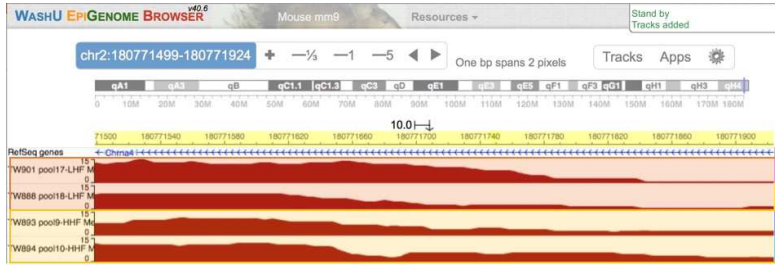 WASHU EPIGENOME BROWSER v40.6
Mouse mm9
Resources
Stand by
Tracks added
chr2:180771499-180771924
+ —⅓ —1 —5
One bp spans 2 pixels
Tracks Apps
qA1 qA3 qB qC1.1 qC1.3 qC3 qD qE1 qE3 qE5 qF1 qF3 qG1 qH1 qH3 qH4
0 10M 20M 30M 40M 50M 60M 70M 80M 90M 100M 110M 120M 130M 140M 150M 160M 170M 180M
10.0
71500 180771540 180771580 180771620 180771660 180771700 180771740 180771780 180771820 180771860 180771900
RefSeq genes
Chrna4
TW901 pool17-LHF M
15
0
TW888 pool18-LHF M
15
0
TW893 pool9-HHF Me
15
0
TW894 pool10-HHF M
15
0